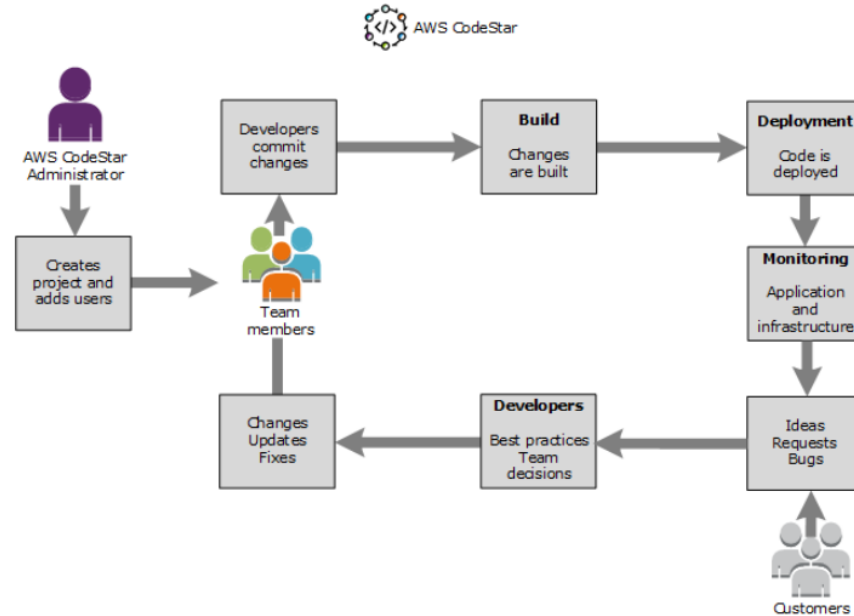 AWS CodeStar
AWS CodeStar
Administrator
Creates
project and
adds users
Team
members
Developers
commit
changes
Build
Changes
are built
Deployment
Code is
deployed
Monitoring
Application
and
infrastructure
Ideas
Requests
Bugs
Customers
Developers
Best practices
Team
decisions
Changes
Updates
Fixes